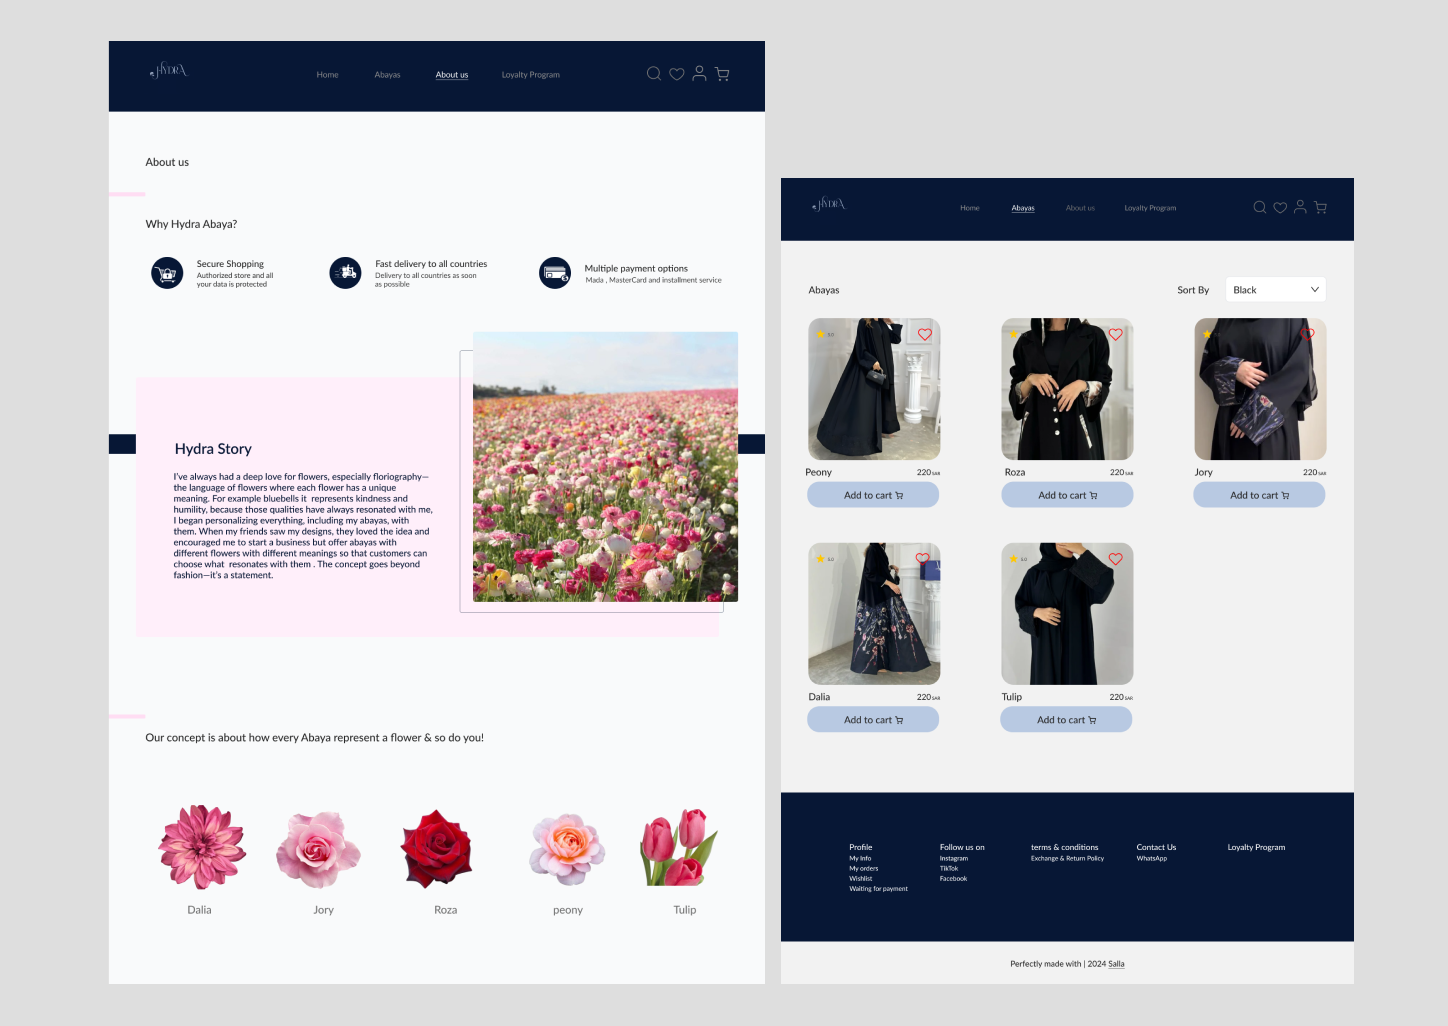 HYDRA
Home
Abayas
About us
Loyalty Program
About us
Why Hydra Abaya?
Secure Shopping
Authorized store and all
your data is protected
Fast delivery to all countries
Delivery to all countries as soon
as possible
Multiple payment options
Mada , MasterCard and installment service
Hydra Story
I've always had a deep love for flowers, especially floriography—
the language of flowers where each flower has a unique
meaning. For example bluebells it represents kindness and
humility, because those qualities have always resonated with me,
I began personalizing everything, including my abayas, with
them. When my friends saw my designs, they loved the idea and
encouraged me to start a business but offer abayas with
different flowers with different meanings so that customers can
choose what resonates with them . The concept goes beyond
fashion—it's a statement.
Our concept is about how every Abaya represent a flower & so do you!
Dalia
Jory
Roza
peony
Tulip
HYDRA
Home
Abayas
About us
Loyalty Program
Abayas
Sort By
Black
Peony
220 SAR
Add to cart
Roza
220 SAR
Add to cart
Jory
220 SAR
Add to cart
Dalia
220 SAR
Add to cart
Tulip
220 SAR
Add to cart
Profile
My Info
My orders
Wishlist
Waiting for payment
Follow us on
Instagram
TikTok
Facebook
terms & conditions
Exchange & Return Policy
Contact Us
WhatsApp
Loyalty Program
Perfectly made with | 2024 Salla